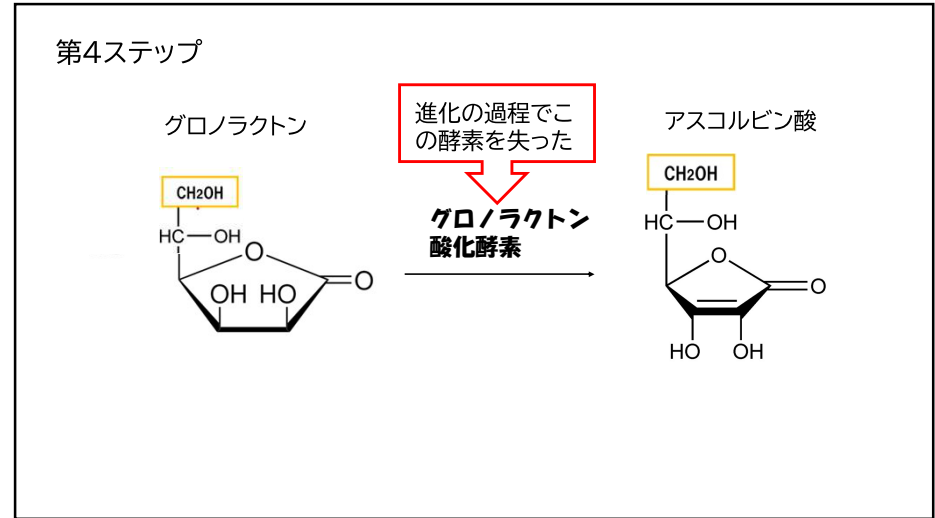 第4ステップ
グロノラクトン
進化の過程でこ
の酵素を失った
アスコルビン酸
グロノラクトン
酸化酵素
CH2OH
HC OH
O
O
OH HO
CH2OH
HC OH
O
O
HO OH